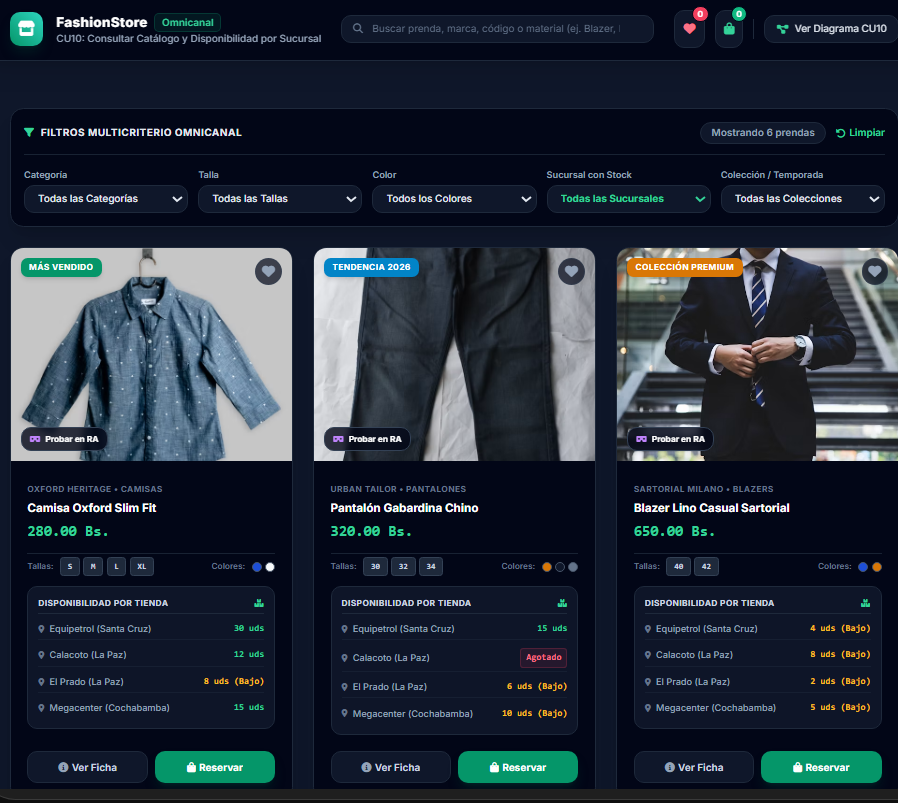 FashionStore Omnicanal
CU10: Consultar Catálogo y Disponibilidad por Sucursal
Buscar prenda, marca, código o material (ej. Blazer, l
0
0
Ver Diagrama CU10
FILTROS MULTICRITERIO OMNICANAL
Mostrando 6 prendas
Limpiar
Categoría
Talla
Color
Sucursal con Stock
Colección / Temporada
Todas las Categorías
Todas las Tallas
Todos los Colores
Todas las Sucursales
Todas las Colecciones
MÁS VENDIDO
Probar en RA
OXFORD HERITAGE • CAMISAS
Camisa Oxford Slim Fit
280.00 Bs.
Tallas: S M L XL Colores:
DISPONIBILIDAD POR TIENDA
Equipetrol (Santa Cruz) 30 uds
Calacoto (La Paz) 12 uds
El Prado (La Paz) 8 uds (Bajo)
Megacenter (Cochabamba) 15 uds
Ver Ficha
Reservar
TENDENCIA 2026
Probar en RA
URBAN TAILOR • PANTALONES
Pantalón Gabardina Chino
320.00 Bs.
Tallas: 30 32 34 Colores:
DISPONIBILIDAD POR TIENDA
Equipetrol (Santa Cruz) 15 uds
Calacoto (La Paz) Agotado
El Prado (La Paz) 6 uds (Bajo)
Megacenter (Cochabamba) 10 uds (Bajo)
Ver Ficha
Reservar
COLECCIÓN PREMIUM
Probar en RA
SARTORIAL MILANO • BLAZERS
Blazer Lino Casual Sartorial
650.00 Bs.
Tallas: 40 42 Colores:
DISPONIBILIDAD POR TIENDA
Equipetrol (Santa Cruz) 4 uds (Bajo)
Calacoto (La Paz) 8 uds (Bajo)
El Prado (La Paz) 2 uds (Bajo)
Megacenter (Cochabamba) 5 uds (Bajo)
Ver Ficha
Reservar